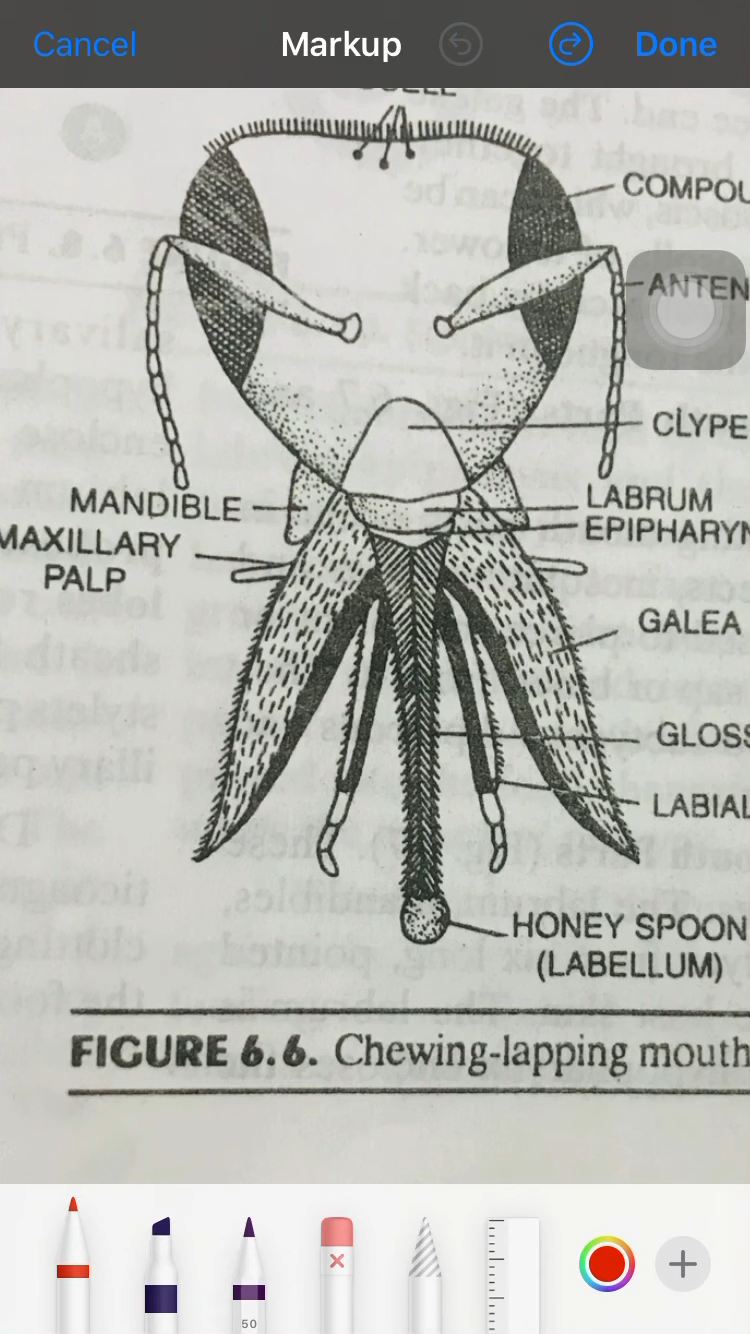 Cancel Markup Done
COMPOU
ANTEN
CLYPE
MANDIBLE
LABRUM
EPIPHARYN
MAXILLARY
PALP
GALEA
GLOSS
LABIAL
HONEY SPOON
(LABELLUM)
FIGURE 6.6. Chewing-lapping mouth
50